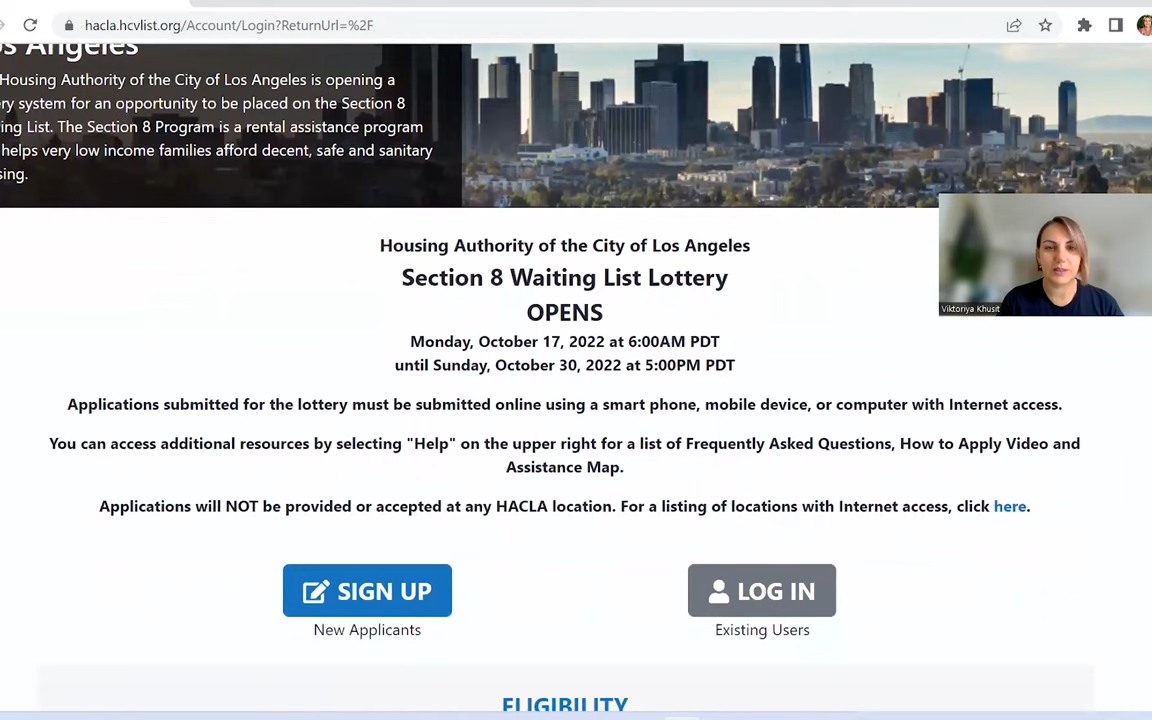 hacla.hcvlist.org/Account/Login?ReturnUrl=%2F
os Angeles
Housing Authority of the City of Los Angeles is opening a
ery system for an opportunity to be placed on the Section 8
ing List. The Section 8 Program is a rental assistance program
helps very low income families afford decent, safe and sanitary
sing.
Housing Authority of the City of Los Angeles
Section 8 Waiting List Lottery
OPENS
Monday, October 17, 2022 at 6:00AM PDT
until Sunday, October 30, 2022 at 5:00PM PDT
Viktoriya Khusit
Applications submitted for the lottery must be submitted online using a smart phone, mobile device, or computer with Internet access.
You can access additional resources by selecting "Help" on the upper right for a list of Frequently Asked Questions, How to Apply Video and
Assistance Map.
Applications will NOT be provided or accepted at any HACLA location. For a listing of locations with Internet access, click here.
SIGN UP
New Applicants
LOG IN
Existing Users
ELIGIBILITY